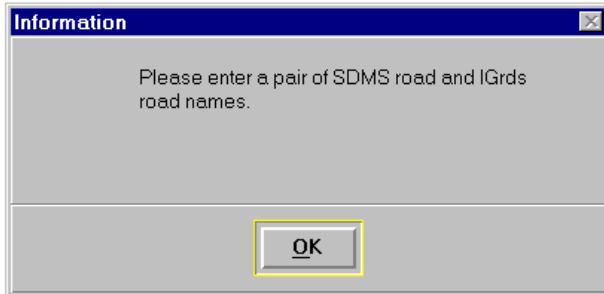 Information
Please enter a pair of SDMS road and IGrds
road names.
OK